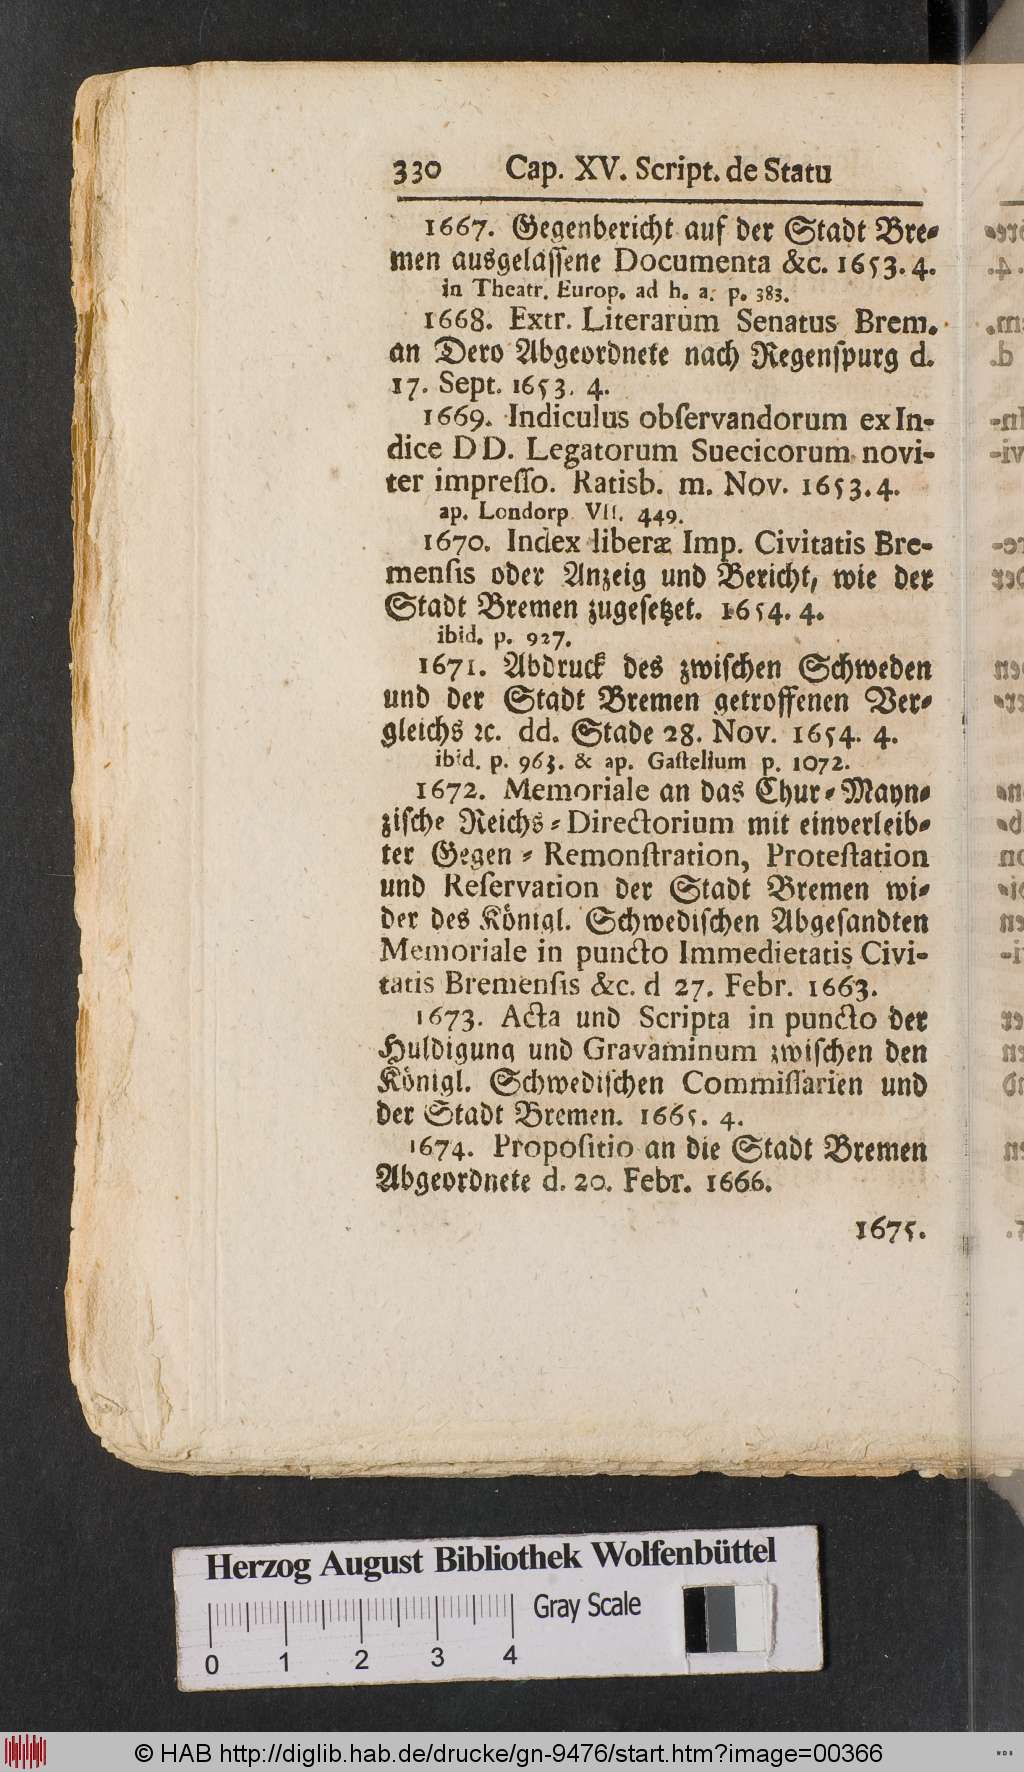 330 Cap. XV. Script. de Statu
1667. Gegenbericht auf der Stadt Bre-
men ausgelassene Documenta &c. 1653. 4.
in Theatr. Europ. ad h. a. p. 383.
1668. Extr. Literarum Senatus Brem.
an Dero Abgeordnete nach Regenspurg d.
17. Sept. 1653. 4.
1669. Indiculus obſervandorum ex In-
dice DD. Legatorum Suecicorum novi-
ter impreſſo. Ratisb. m. Nov. 1653. 4.
ap. Londorp VII. 449.
1670. Index liberæ Imp. Civitatis Bre-
mensis oder Anzeig und Bericht, wie der
Stadt Bremen zugeſetzet. 1654. 4.
ibid. p. 927.
1671. Abdruck des zwiſchen Schweden
und der Stadt Bremen getroffenen Ver-
gleichs ꝛc. dd. Stade 28. Nov. 1654. 4.
ibid. p. 963. & ap. Gaſtelium p. 1072.
1672. Memoriale an das Chur-Mayn-
ziſche Reichs-Directorium mit einverleib-
ter Gegen-Remonſtration, Proteſtation
und Reſervation der Stadt Bremen wi-
der des Königl. Schwediſchen Abgeſandten
Memoriale in puncto Immedietatis Civi-
tatis Bremenſis &c. d 27. Febr. 1663.
1673. Acta und Scripta in puncto der
Huldigung und Gravaminum zwiſchen den
Königl. Schwediſchen Commiſſarien und
der Stadt Bremen. 1665. 4.
1674. Propoſitio an die Stadt Bremen
Abgeordnete d. 20. Febr. 1666.
1675.
Herzog August Bibliothek Wolfenbüttel
Gray Scale
0 1 2 3 4
© HAB http://diglib.hab.de/drucke/gn-9476/start.htm?image=00366